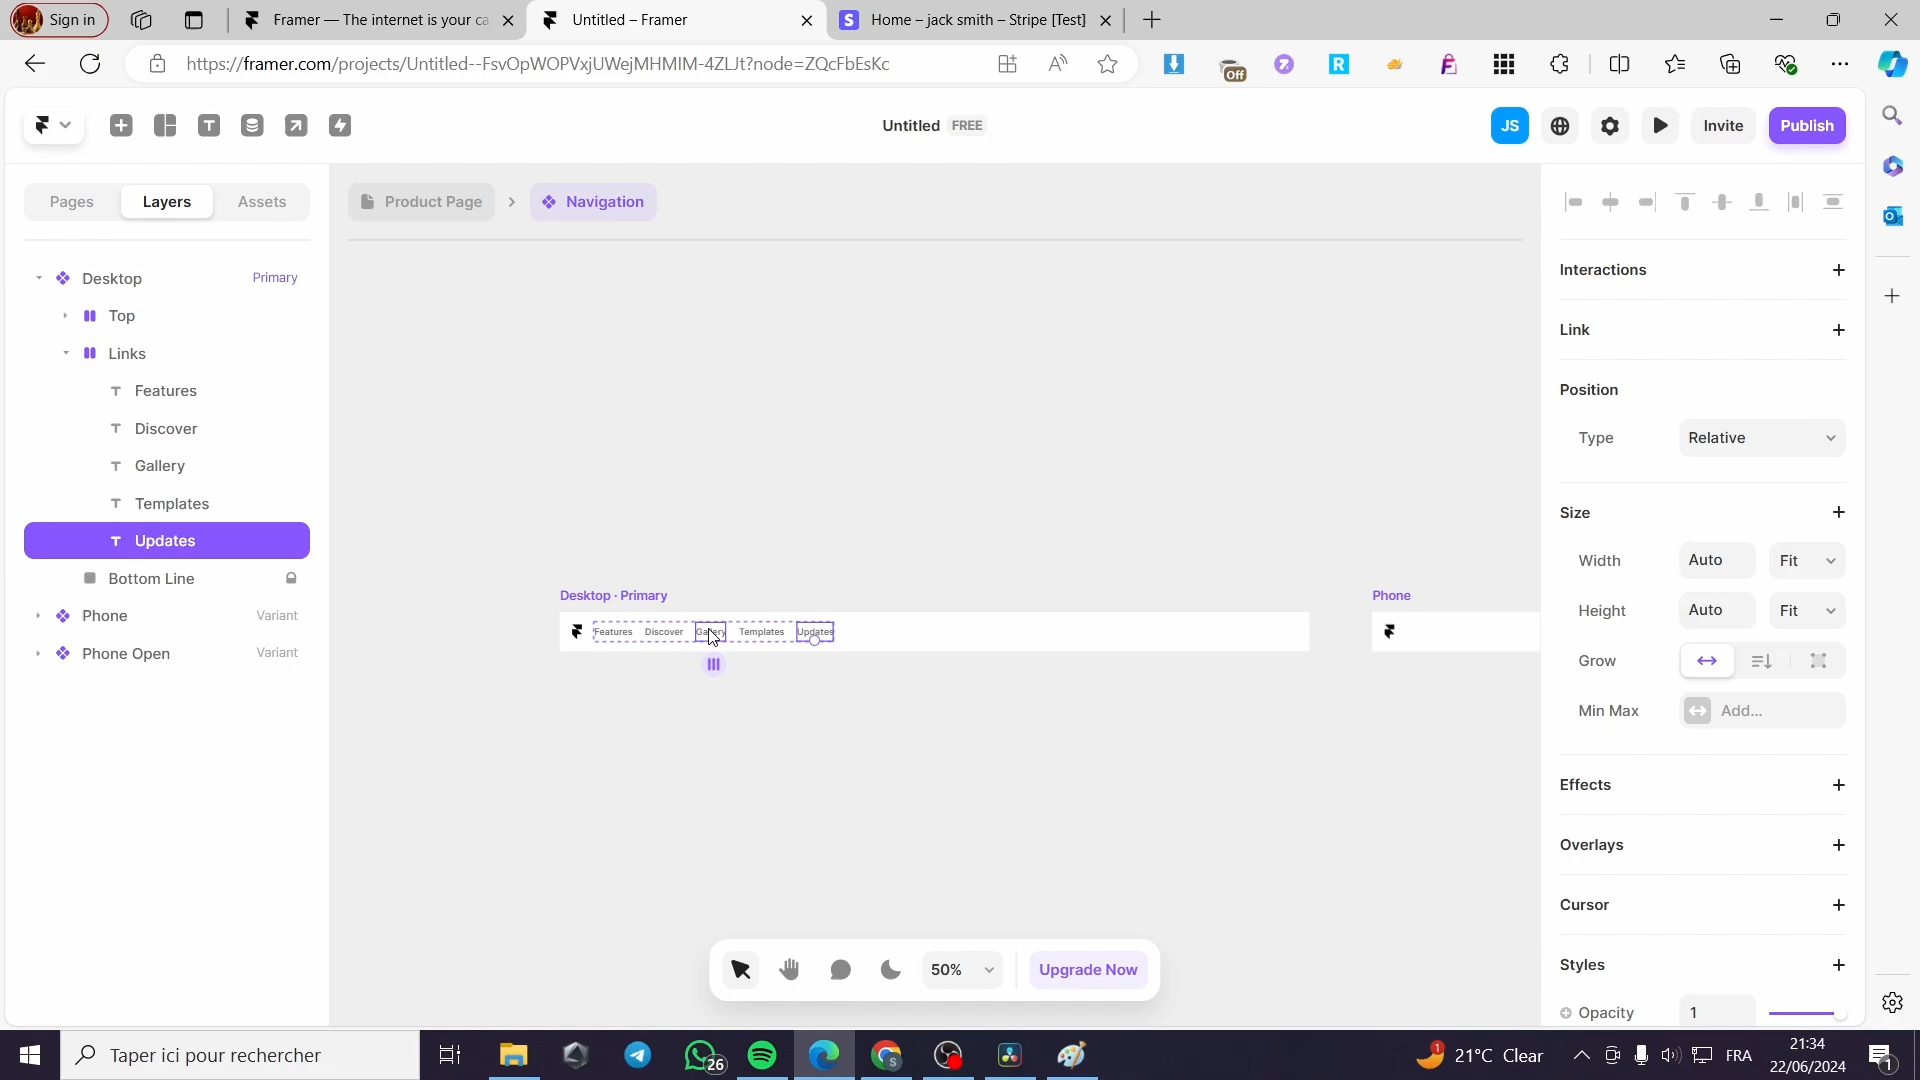 Sign in
Framer — The internet is your ca
Untitled – Framer
Home – jack smith – Stripe [Test]
https://framer.com/projects/Untitled--FsvOpWOPVxjUWejMHMIM-4ZLJt?node=ZQcFbEsKc
Off
Untitled FREE
JS
Invite
Publish
Pages
Layers
Assets
Product Page
Navigation
Desktop
Primary
Top
Links
Features
Discover
Gallery
Templates
Updates
Bottom Line
Phone
Variant
Phone Open
Variant
Desktop · Primary
Features Discover Gallery Templates Updates
Phone
Interactions
Link
Position
Type
Relative
Size
Width
Auto
Fit
Height
Auto
Fit
Grow
Min Max
Add...
Effects
Overlays
Cursor
Styles
Opacity
1
50%
Upgrade Now
Taper ici pour rechercher
26
1
21°C Clear
FRA
21:34
22/06/2024
1